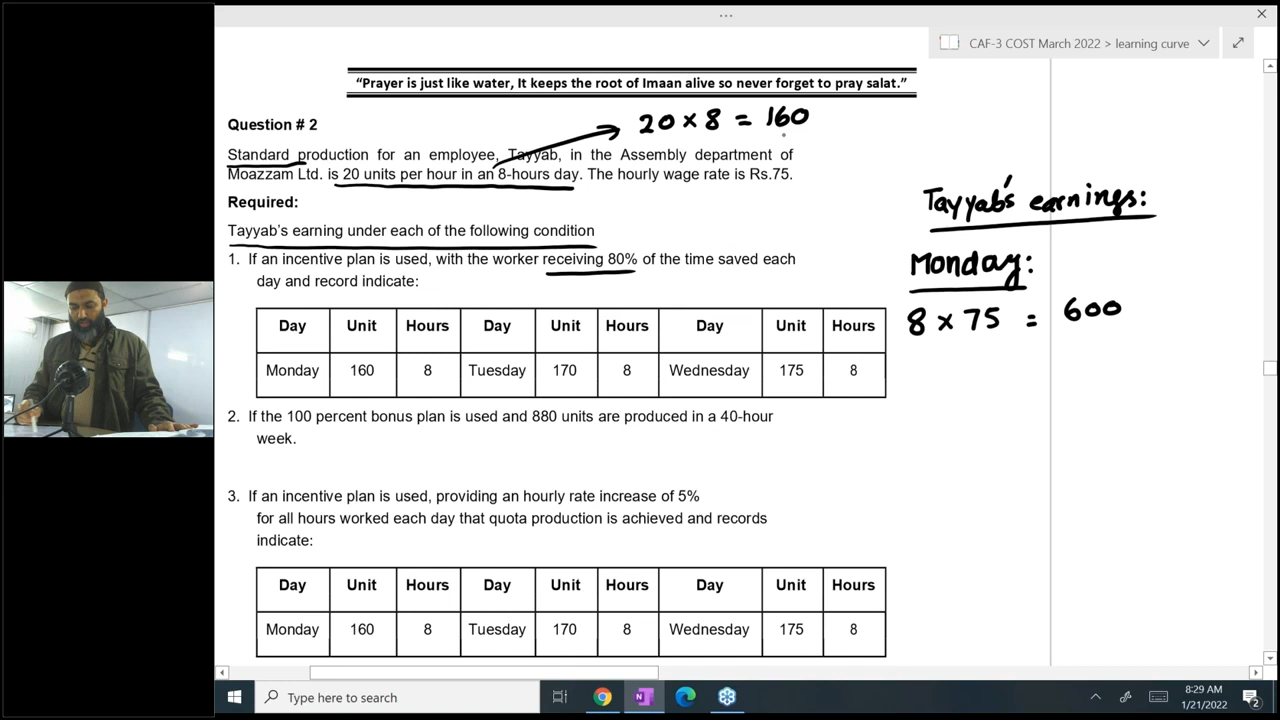 CAF-3 COST March 2022 > learning curve
“Prayer is just like water, It keeps the root of Imaan alive so never forget to pray salat.”
Question # 2
20 × 8 = 160
Standard production for an employee, Tayyab, in the Assembly department of
Moazzam Ltd. is 20 units per hour in an 8-hours day. The hourly wage rate is Rs.75.
Required:
Tayyab’s earning under each of the following condition
1. If an incentive plan is used, with the worker receiving 80% of the time saved each
day and record indicate:
Day Unit Hours Day Unit Hours Day Unit Hours
Monday 160 8 Tuesday 170 8 Wednesday 175 8
2. If the 100 percent bonus plan is used and 880 units are produced in a 40-hour
week.
3. If an incentive plan is used, providing an hourly rate increase of 5%
for all hours worked each day that quota production is achieved and records
indicate:
Day Unit Hours Day Unit Hours Day Unit Hours
Monday 160 8 Tuesday 170 8 Wednesday 175 8
Tayyab's earnings:
Monday:
8 × 75 = 600
Type here to search
8:29 AM
1/21/2022
2